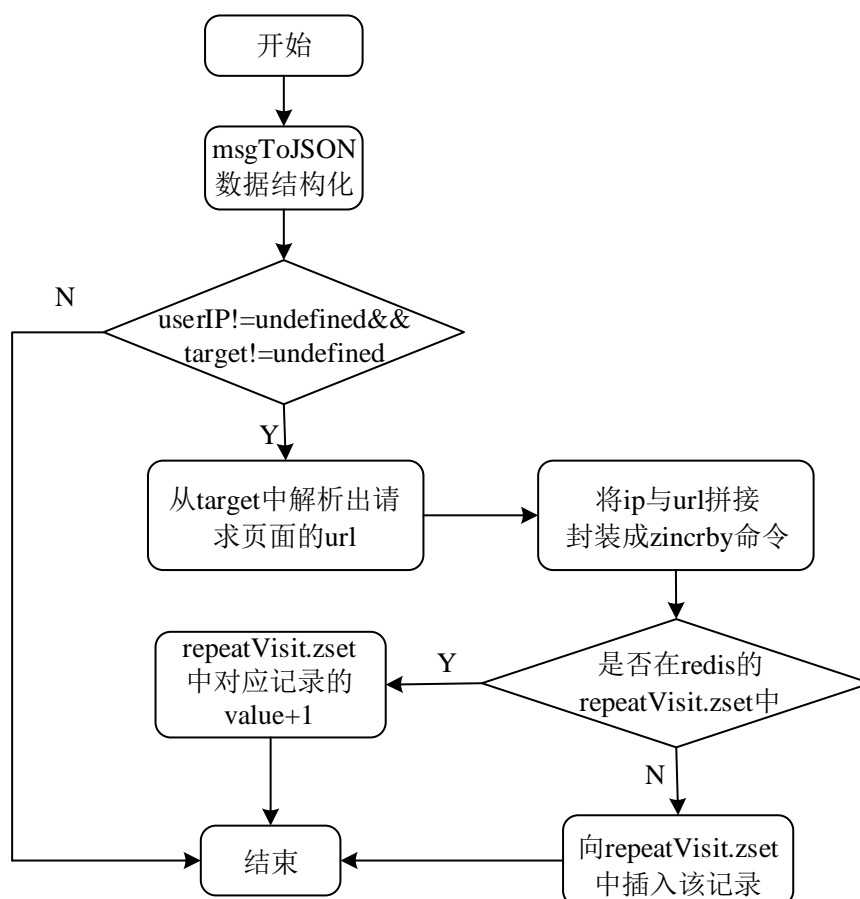 开始
msgToJSON
数据结构化
N
userIP!=undefined&&
target!=undefined
Y
从target中解析出请
求页面的url
将ip与url拼接
封装成zincrby命令
repeatVisit.zset
中对应记录的
value+1
Y
是否在redis的
repeatVisit.zset中
N
结束
向repeatVisit.zset
中插入该记录